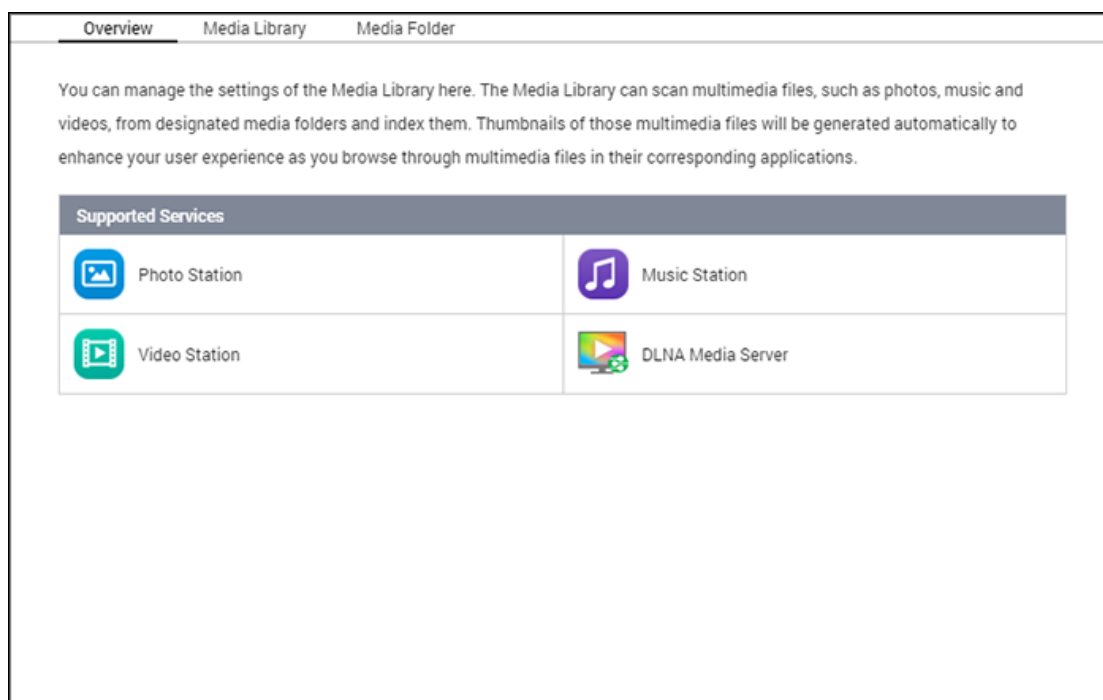 Overview Media Library Media Folder
You can manage the settings of the Media Library here. The Media Library can scan multimedia files, such as photos, music and
videos, from designated media folders and index them. Thumbnails of those multimedia files will be generated automatically to
enhance your user experience as you browse through multimedia files in their corresponding applications.
Supported Services
Photo Station Music Station
Video Station DLNA Media Server